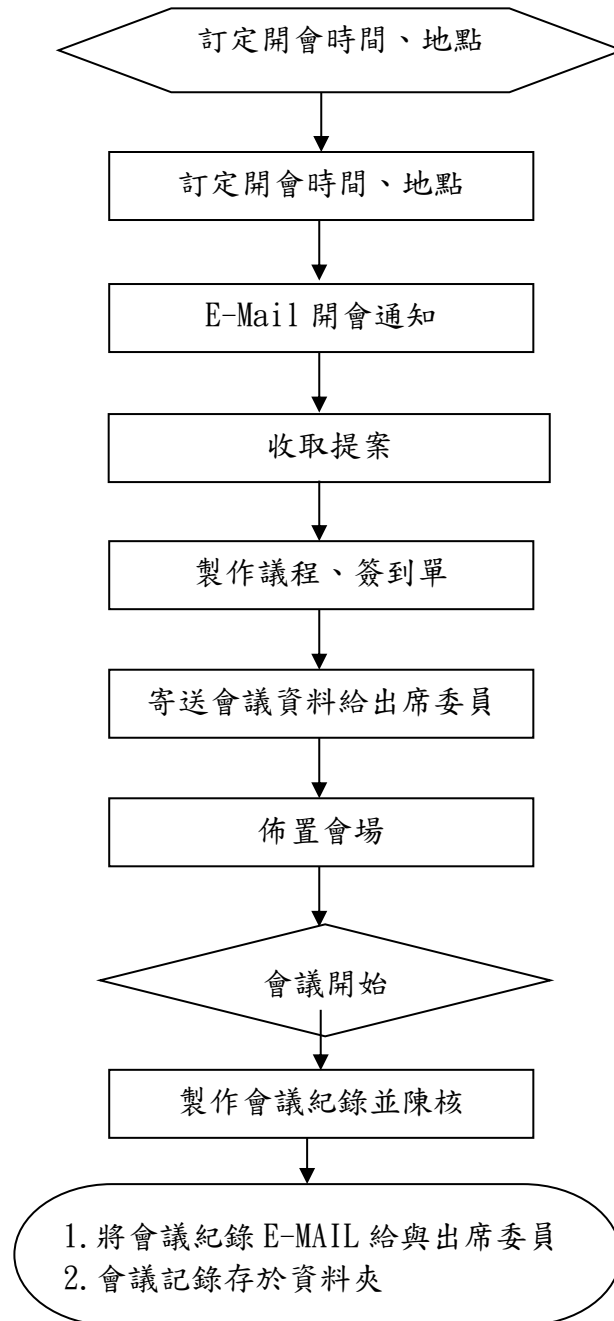 訂定開會時間、地點
訂定開會時間、地點
E-Mail 開會通知
收取提案
製作議程、簽到單
寄送會議資料給出席委員
佈置會場
會議開始
製作會議紀錄並陳核
1. 將會議紀錄 E-MAIL 給與出席委員
2. 會議記錄存於資料夾